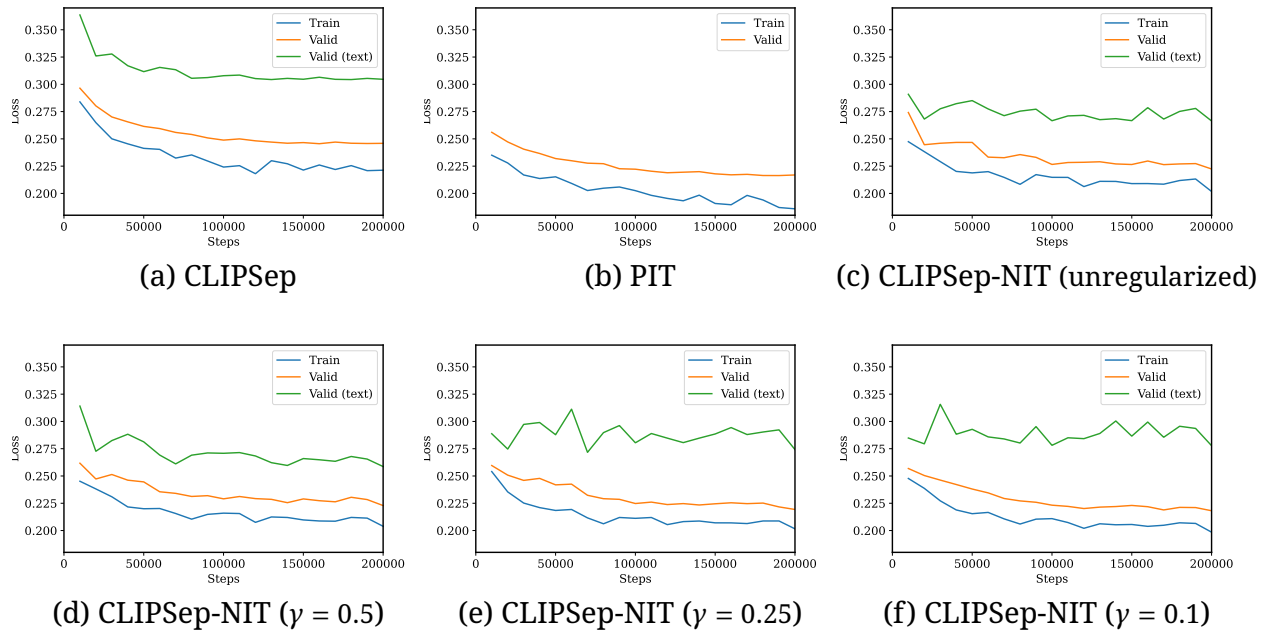 Train
Valid
Valid (text)
0.350
0.325
0.300
0.275
0.250
0.225
0.200
Loss
0 50000 100000 150000 200000
Steps
(a) CLIPSep
Train
Valid
0.350
0.325
0.300
0.275
0.250
0.225
0.200
Loss
0 50000 100000 150000 200000
Steps
(b) PIT
Train
Valid
Valid (text)
0.350
0.325
0.300
0.275
0.250
0.225
0.200
Loss
0 50000 100000 150000 200000
Steps
(c) CLIPSep-NIT (unregularized)
Train
Valid
Valid (text)
0.350
0.325
0.300
0.275
0.250
0.225
0.200
Loss
0 50000 100000 150000 200000
Steps
(d) CLIPSep-NIT (γ = 0.5)
Train
Valid
Valid (text)
0.350
0.325
0.300
0.275
0.250
0.225
0.200
Loss
0 50000 100000 150000 200000
Steps
(e) CLIPSep-NIT (γ = 0.25)
Train
Valid
Valid (text)
0.350
0.325
0.300
0.275
0.250
0.225
0.200
Loss
0 50000 100000 150000 200000
Steps
(f) CLIPSep-NIT (γ = 0.1)